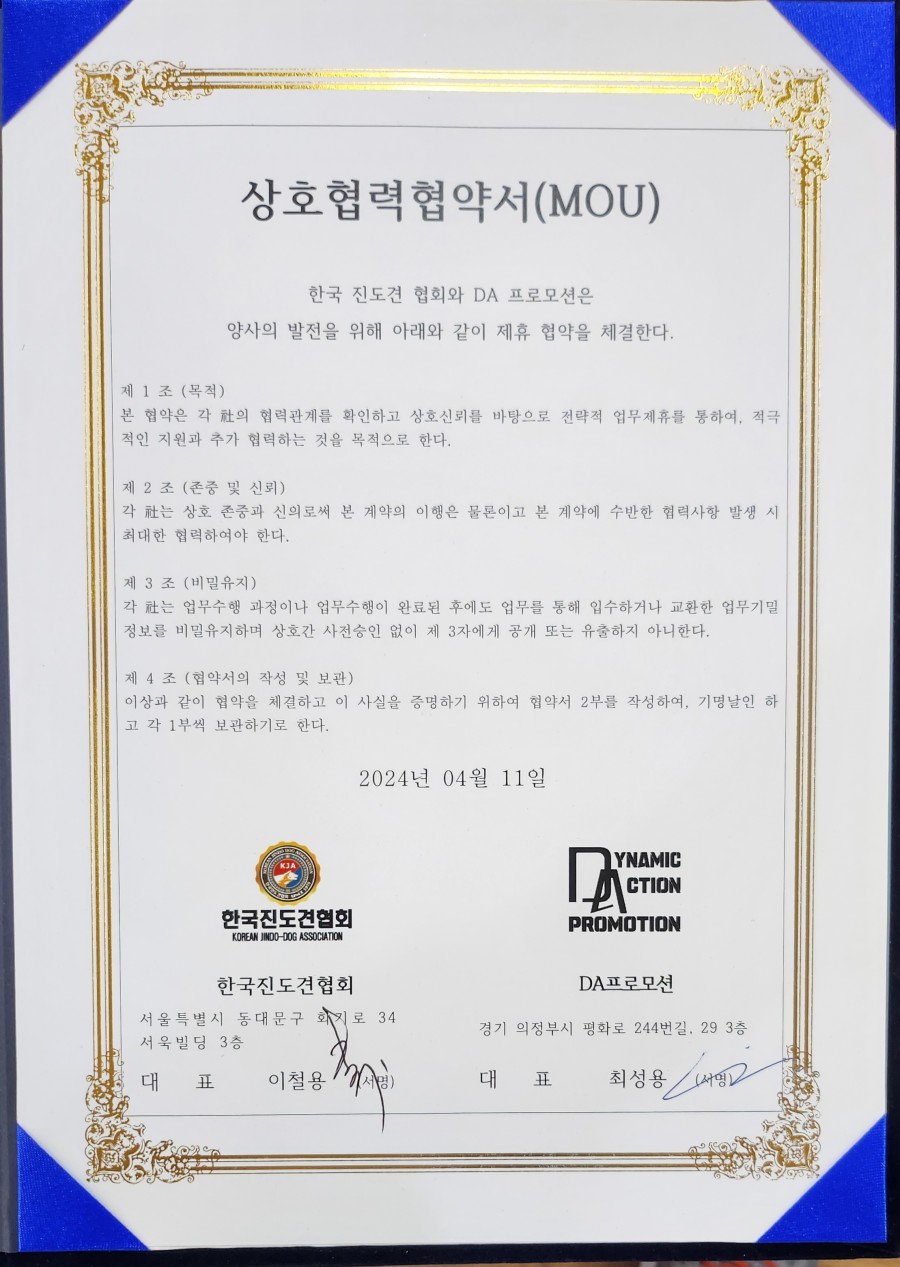 상호협력협약서(MOU)
한국 진도견 협회와 DA 프로모션은
양사의 발전을 위해 아래와 같이 제휴 협약을 체결한다.
제 1 조 (목적)
본 협약은 각 社의 협력관계를 확인하고 상호신뢰를 바탕으로 전략적 업무제휴를 통하여, 적극
적인 지원과 추가 협력하는 것을 목적으로 한다.
제 2 조 (존중 및 신뢰)
각 社는 상호 존중과 신의로써 본 계약의 이행은 물론이고 본 계약에 수반한 협력사항 발생 시
최대한 협력하여야 한다.
제 3 조 (비밀유지)
각 社는 업무수행 과정이나 업무수행이 완료된 후에도 업무를 통해 입수하거나 교환한 업무기밀
정보를 비밀유지하며 상호간 사전승인 없이 제 3자에게 공개 또는 유출하지 아니한다.
제 4 조 (협약서의 작성 및 보관)
이상과 같이 협약을 체결하고 이 사실을 증명하기 위하여 협약서 2부를 작성하여, 기명날인 하
고 각 1부씩 보관하기로 한다.
2024년 04월 11일
KJA
한국진도견협회
KOREAN JINDO-DOG ASSOCIATION
한국진도견협회
서울특별시 동대문구 화기로 34
서욱빌딩 3층
대 표 이철용 (서명)
DYNAMIC
ACTION
PROMOTION
DA프로모션
경기 의정부시 평화로 244번길. 29 3층
대 표 최성용 (서명)